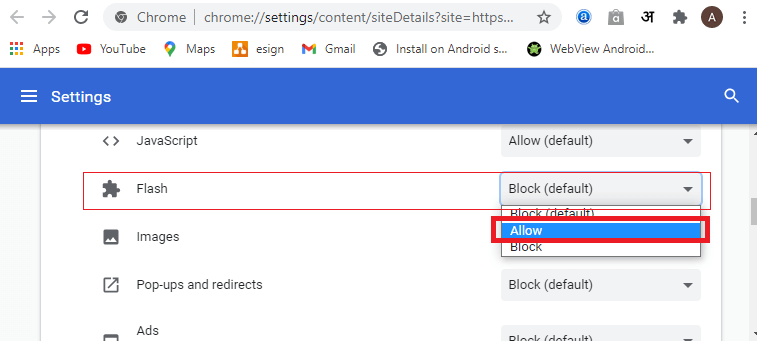 Chrome | chrome://settings/content/siteDetails?site=https...
अ A
Apps YouTube Maps esign Gmail Install on Android s... WebView Android...
Settings
JavaScript Allow (default)
Flash Block (default)
Block (default)
Allow
Images
Block
Pop-ups and redirects Block (default)
Ads
Block (default)